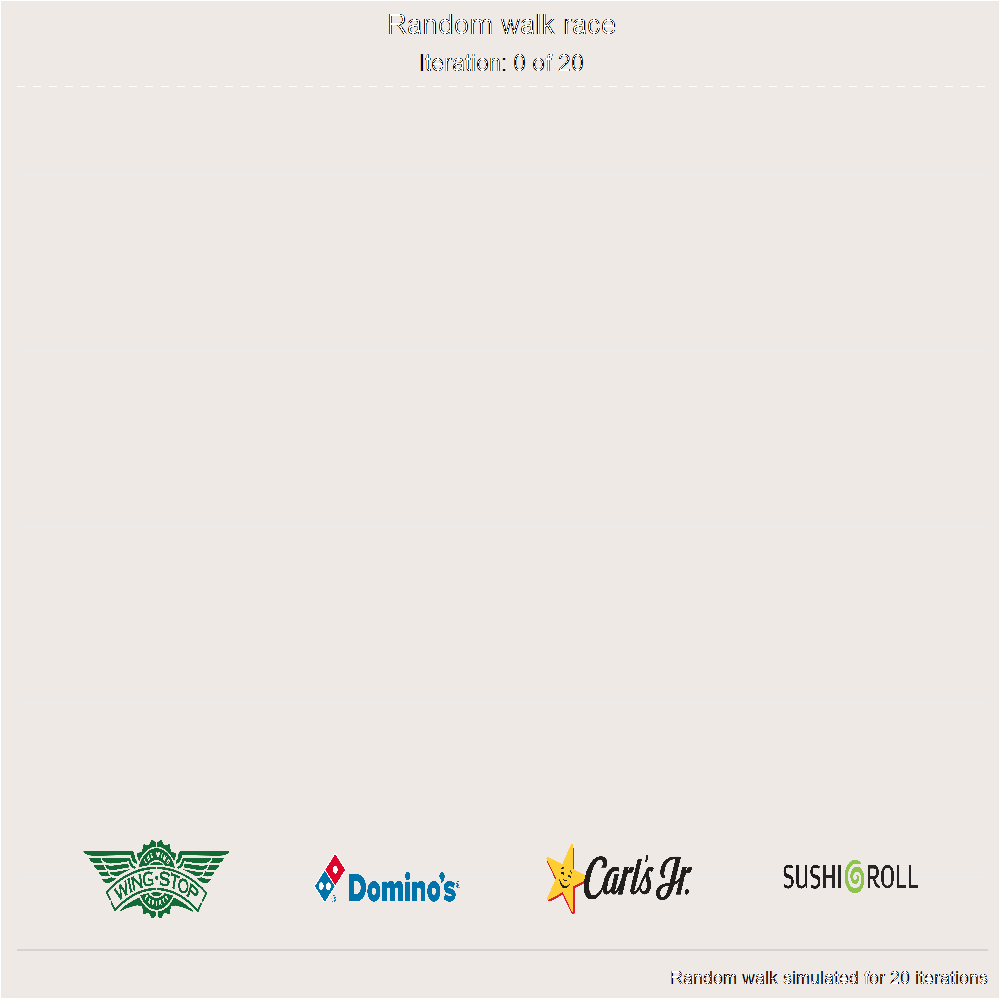 Random walk race
Iteration: 0 of 20
WING·STOP
Domino's
Carl's Jr.
SUSHI ROLL
Random walk simulated for 20 iterations